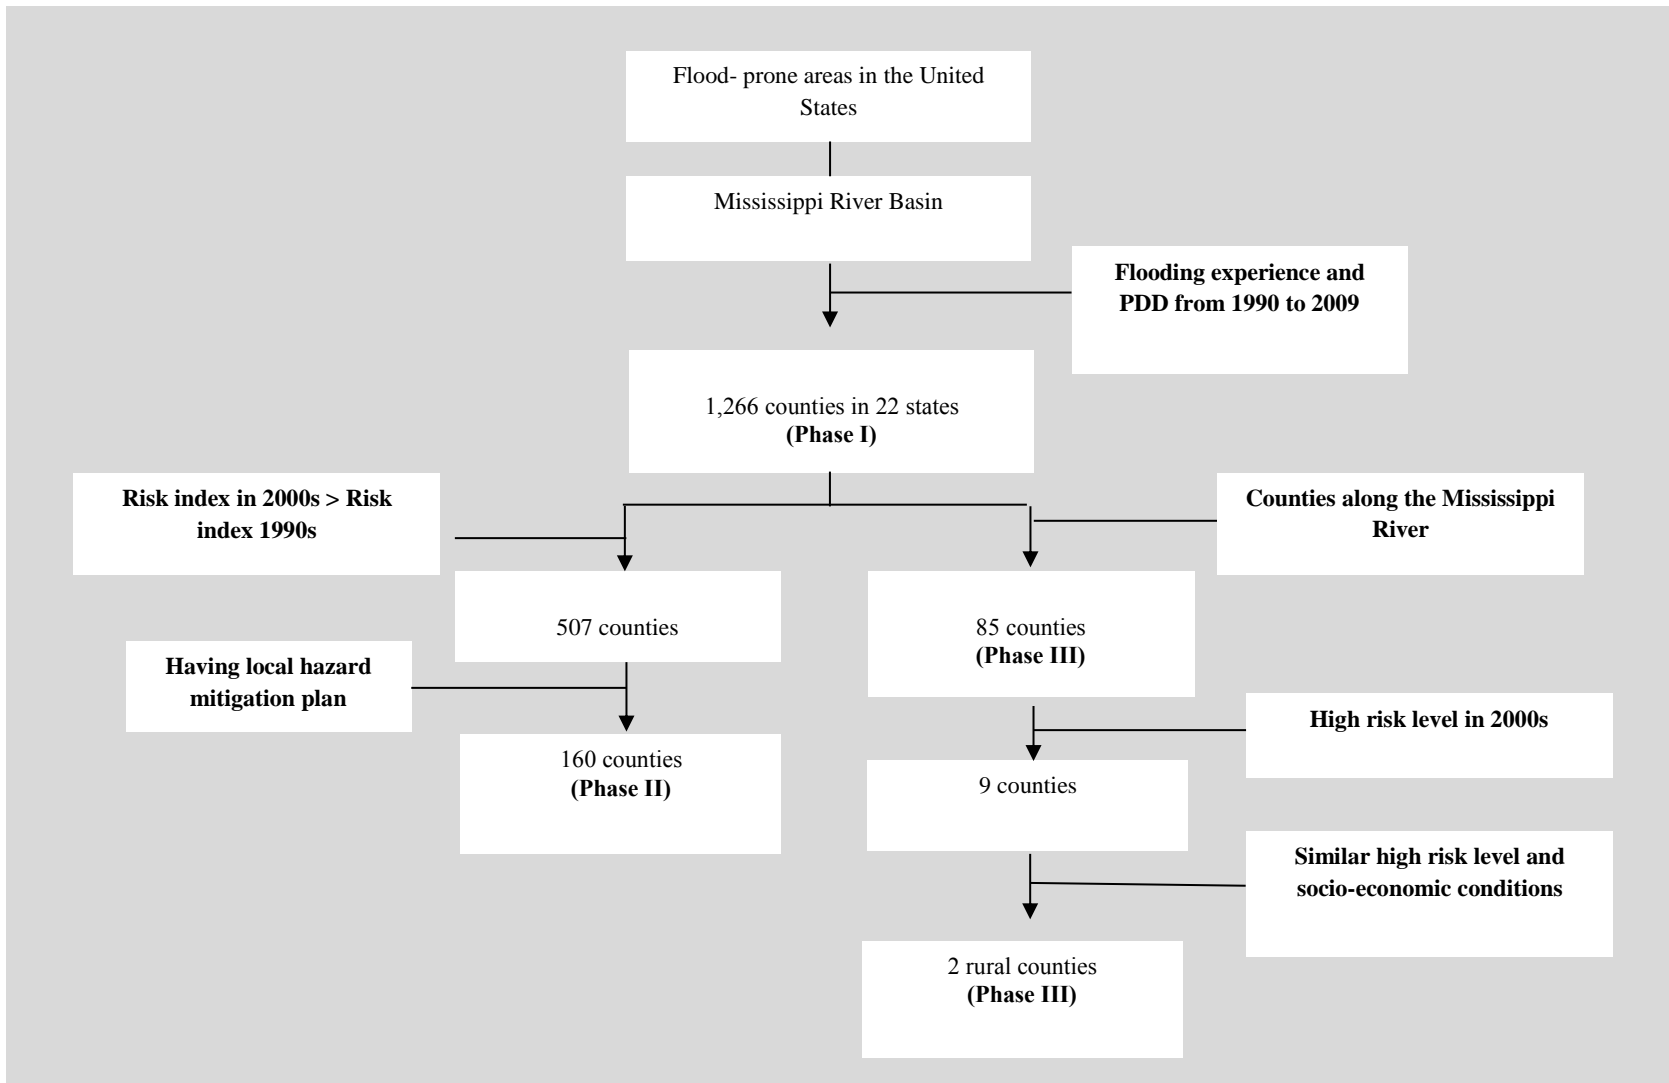 Flood- prone areas in the United
States
Mississippi River Basin
Flooding experience and
PDD from 1990 to 2009
1,266 counties in 22 states
(Phase I)
Risk index in 2000s > Risk
index 1990s
Counties along the Mississippi
River
507 counties
85 counties
(Phase III)
Having local hazard
mitigation plan
High risk level in 2000s
160 counties
(Phase II)
9 counties
Similar high risk level and
socio-economic conditions
2 rural counties
(Phase III)